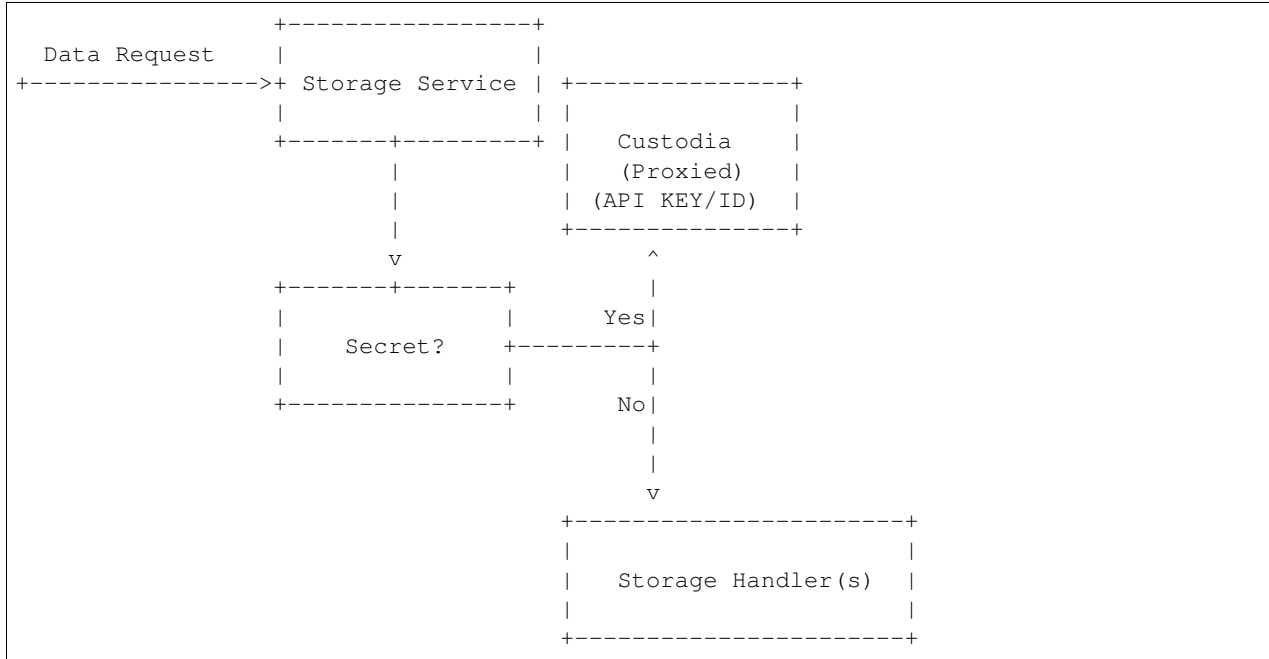 Data Request
Storage Service
Custodia
(Proxied)
(API KEY/ID)
Yes
Secret?
No
Storage Handler(s)